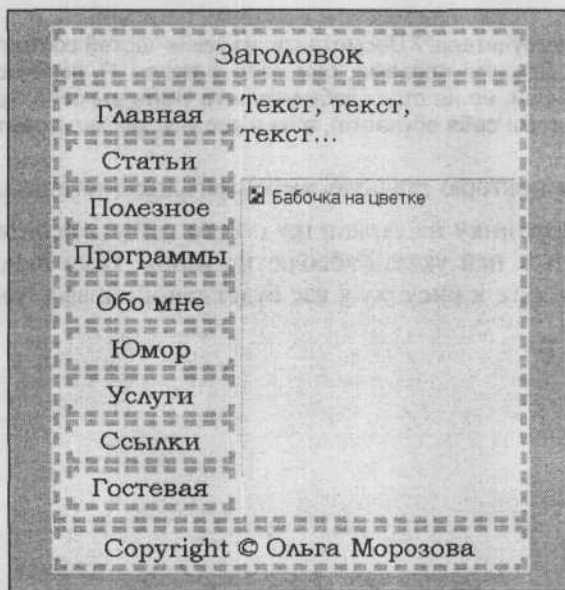 Заголовок
Главная
Статьи
Полезное
Программы
Обо мне
Юмор
Услуги
Ссылки
Гостевая
Текст, текст,
текст...
Бабочка на цветке
Copyright © Ольга Морозова